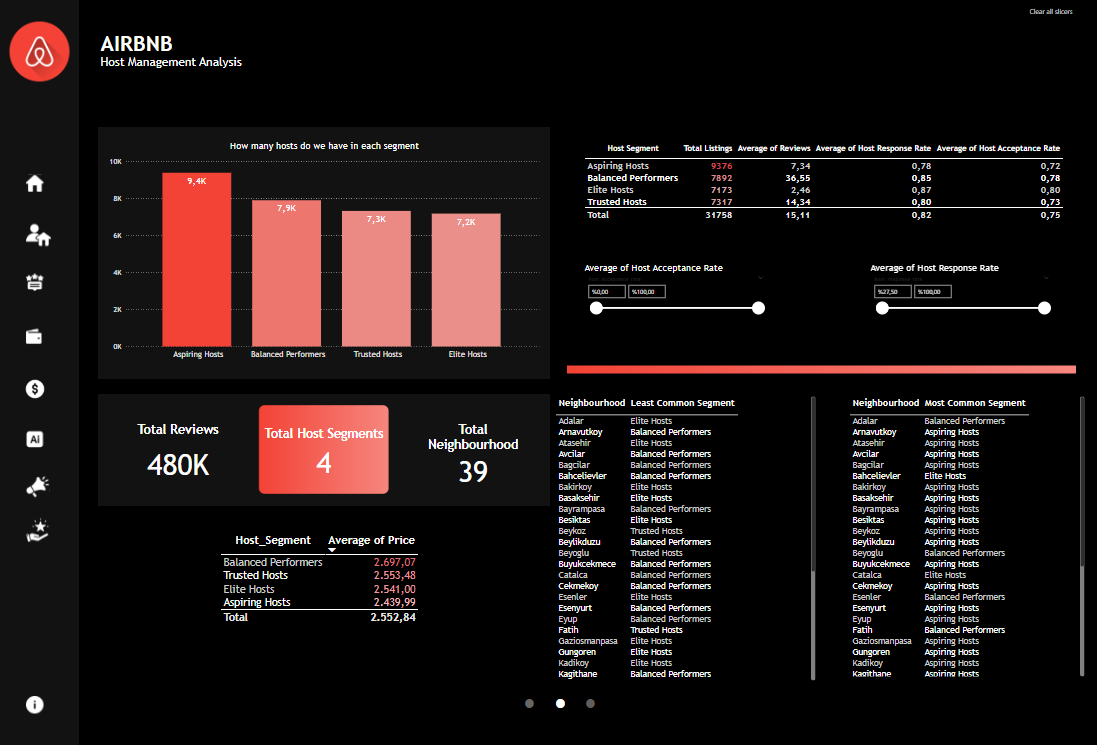 Clear all slicers
AIRBNB
Host Management Analysis
How many hosts do we have in each segment
10K
8K
6K
4K
2K
0K
9,4K
7,9K
7,3K
7,2K
Aspiring Hosts Balanced Performers Trusted Hosts Elite Hosts
Host Segment Total Listings Average of Reviews Average of Host Response Rate Average of Host Acceptance Rate
Aspiring Hosts 9376 7,34 0,78 0,72
Balanced Performers 7892 36,55 0,85 0,78
Elite Hosts 7173 2,46 0,87 0,80
Trusted Hosts 7317 14,34 0,80 0,73
Total 31758 15,11 0,82 0,75
Average of Host Acceptance Rate
%0,00 %100,00
Average of Host Response Rate
%27,50 %100,00
Total Reviews
480K
Total Host Segments
4
Total
Neighbourhood
39
Host_Segment Average of Price
Balanced Performers 2.697,07
Trusted Hosts 2.553,48
Elite Hosts 2.541,00
Aspiring Hosts 2.439,99
Total 2.552,84
Neighbourhood Least Common Segment
Adalar Elite Hosts
Arnavutkoy Balanced Performers
Atasehir Elite Hosts
Avcilar Balanced Performers
Bagcilar Balanced Performers
Bahcelievler Balanced Performers
Bakirkoy Elite Hosts
Basaksehir Elite Hosts
Bayrampasa Balanced Performers
Besiktas Elite Hosts
Beykoz Trusted Hosts
Beylikduzu Balanced Performers
Beyoglu Trusted Hosts
Buyukcekmece Balanced Performers
Catalca Balanced Performers
Cekmekoy Balanced Performers
Esenler Elite Hosts
Esenyurt Balanced Performers
Eyup Balanced Performers
Fatih Trusted Hosts
Gaziosmanpasa Elite Hosts
Gungoren Elite Hosts
Kadikoy Elite Hosts
Kagithane Balanced Performers
Neighbourhood Most Common Segment
Adalar Balanced Performers
Arnavutkoy Aspiring Hosts
Atasehir Aspiring Hosts
Avcilar Aspiring Hosts
Bagcilar Aspiring Hosts
Bahcelievler Elite Hosts
Bakirkoy Aspiring Hosts
Basaksehir Aspiring Hosts
Bayrampasa Aspiring Hosts
Besiktas Aspiring Hosts
Beykoz Aspiring Hosts
Beylikduzu Aspiring Hosts
Beyoglu Balanced Performers
Buyukcekmece Aspiring Hosts
Catalca Elite Hosts
Cekmekoy Aspiring Hosts
Esenler Balanced Performers
Esenyurt Aspiring Hosts
Eyup Aspiring Hosts
Fatih Balanced Performers
Gaziosmanpasa Aspiring Hosts
Gungoren Aspiring Hosts
Kadikoy Aspiring Hosts
Kagithane Aspiring Hosts
$
Ai
i